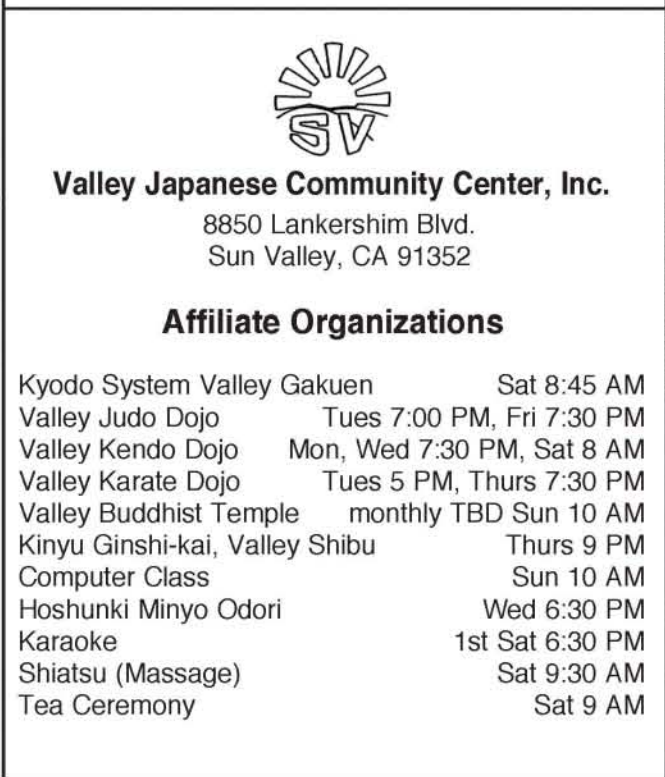 SV
Valley Japanese Community Center, Inc.
8850 Lankershim Blvd.
Sun Valley, CA 91352
Affiliate Organizations
Kyodo System Valley Gakuen Sat 8:45 AM
Valley Judo Dojo Tues 7:00 PM, Fri 7:30 PM
Valley Kendo Dojo Mon, Wed 7:30 PM, Sat 8 AM
Valley Karate Dojo Tues 5 PM, Thurs 7:30 PM
Valley Buddhist Temple monthly TBD Sun 10 AM
Kinyu Ginshi-kai, Valley Shibu Thurs 9 PM
Computer Class Sun 10 AM
Hoshunki Minyo Odori Wed 6:30 PM
Karaoke 1st Sat 6:30 PM
Shiatsu (Massage) Sat 9:30 AM
Tea Ceremony Sat 9 AM